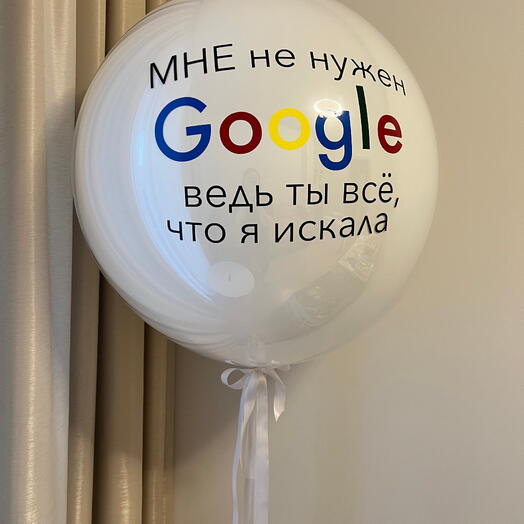 МНЕ не нужен
Google
ведь ты всё,
что я искала